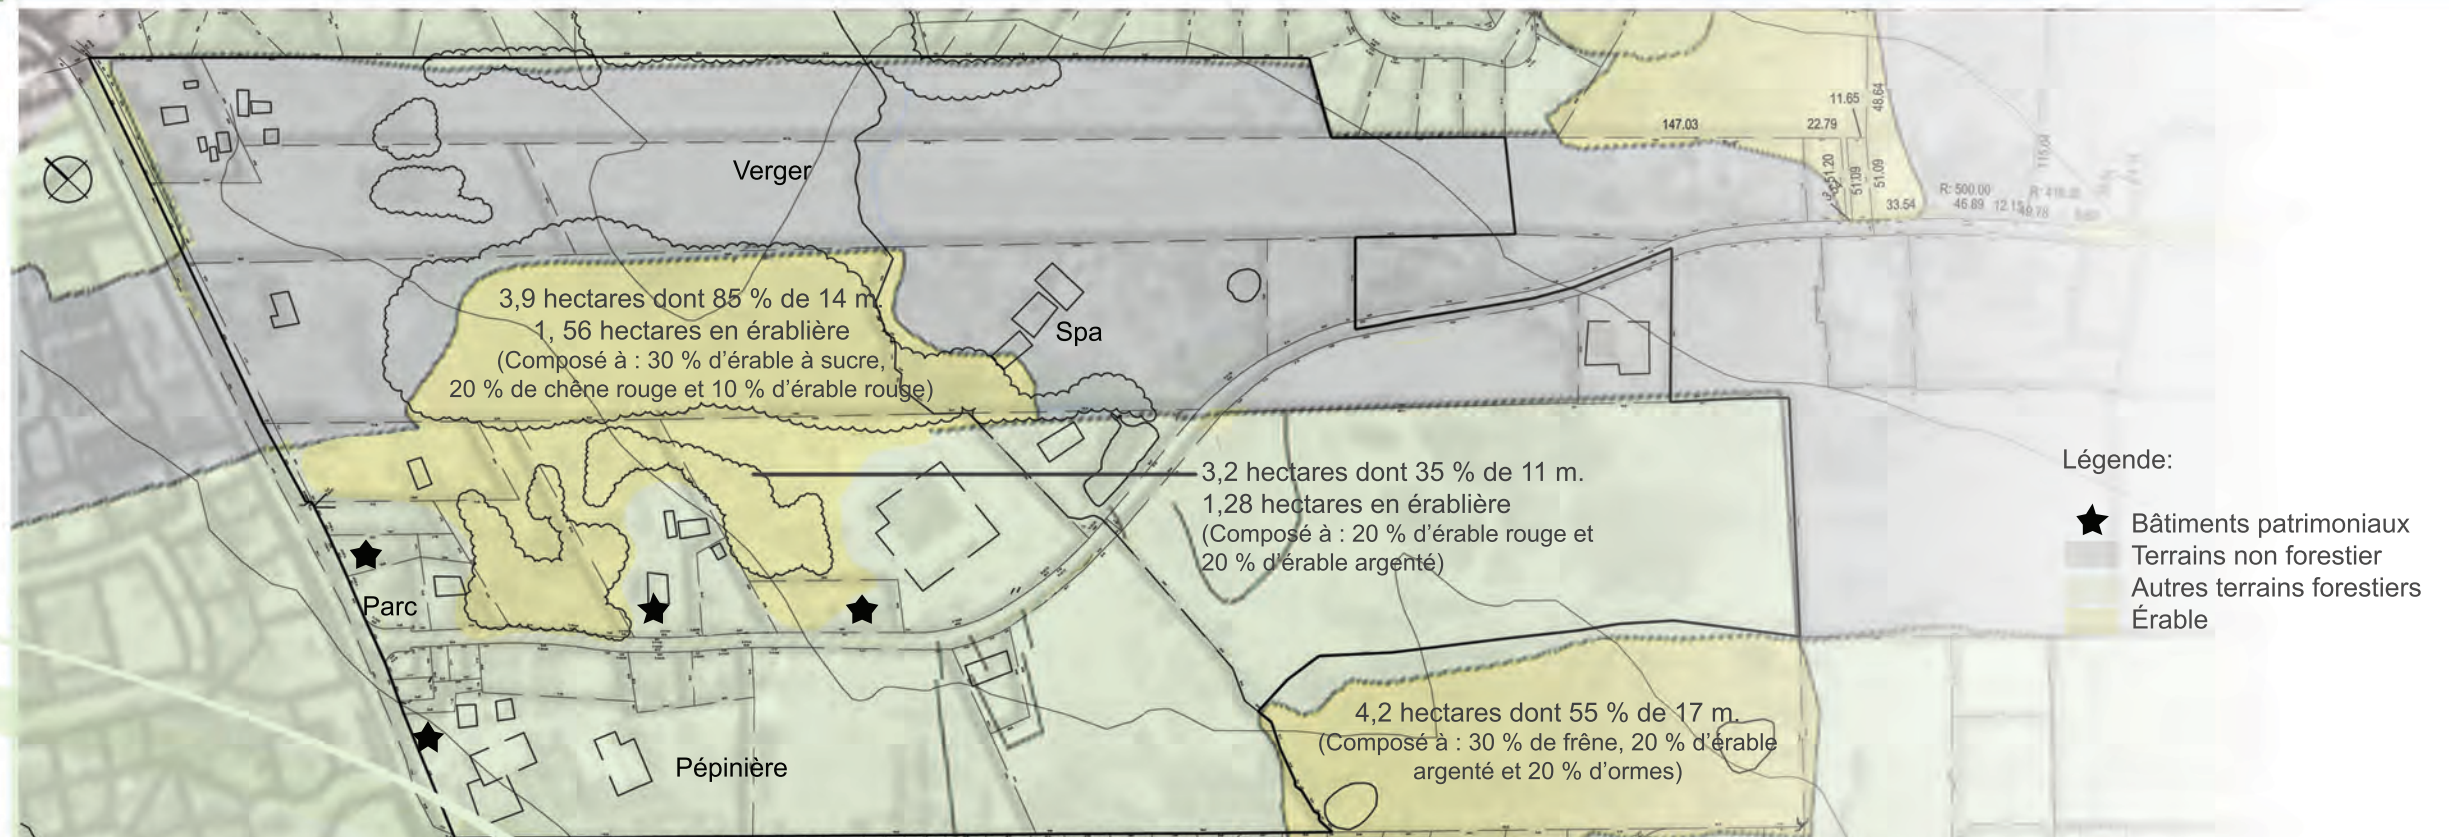 11.65
48.64
147.03
22.79
51.20
51.09
51.09
33.54
R: 500.00
46.69
12.15
49.78
115.04
Verger
3,9 hectares dont 85 % de 14 m.
1, 56 hectares en érablière
(Composé à : 30 % d'érable à sucre,
20 % de chêne rouge et 10 % d'érable rouge)
Spa
3,2 hectares dont 35 % de 11 m.
1,28 hectares en érablière
(Composé à : 20 % d'érable rouge et
20 % d'érable argenté)
Légende:
Bâtiments patrimoniaux
Terrains non forestier
Autres terrains forestiers
Érable
Parc
4,2 hectares dont 55 % de 17 m.
(Composé à : 30 % de frêne, 20 % d'érable
argenté et 20 % d'ormes)
Pépinière